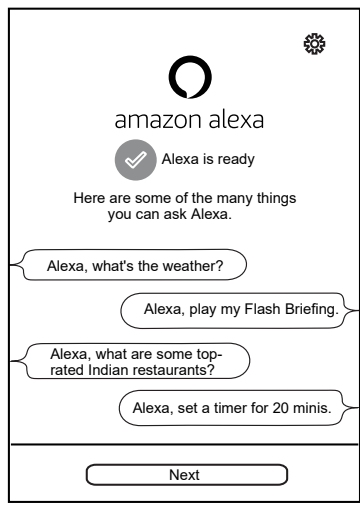 amazon alexa
Alexa is ready
Here are some of the many things
you can ask Alexa.
Alexa, what's the weather?
Alexa, play my Flash Briefing.
Alexa, what are some top-
rated Indian restaurants?
Alexa, set a timer for 20 minis.
Next